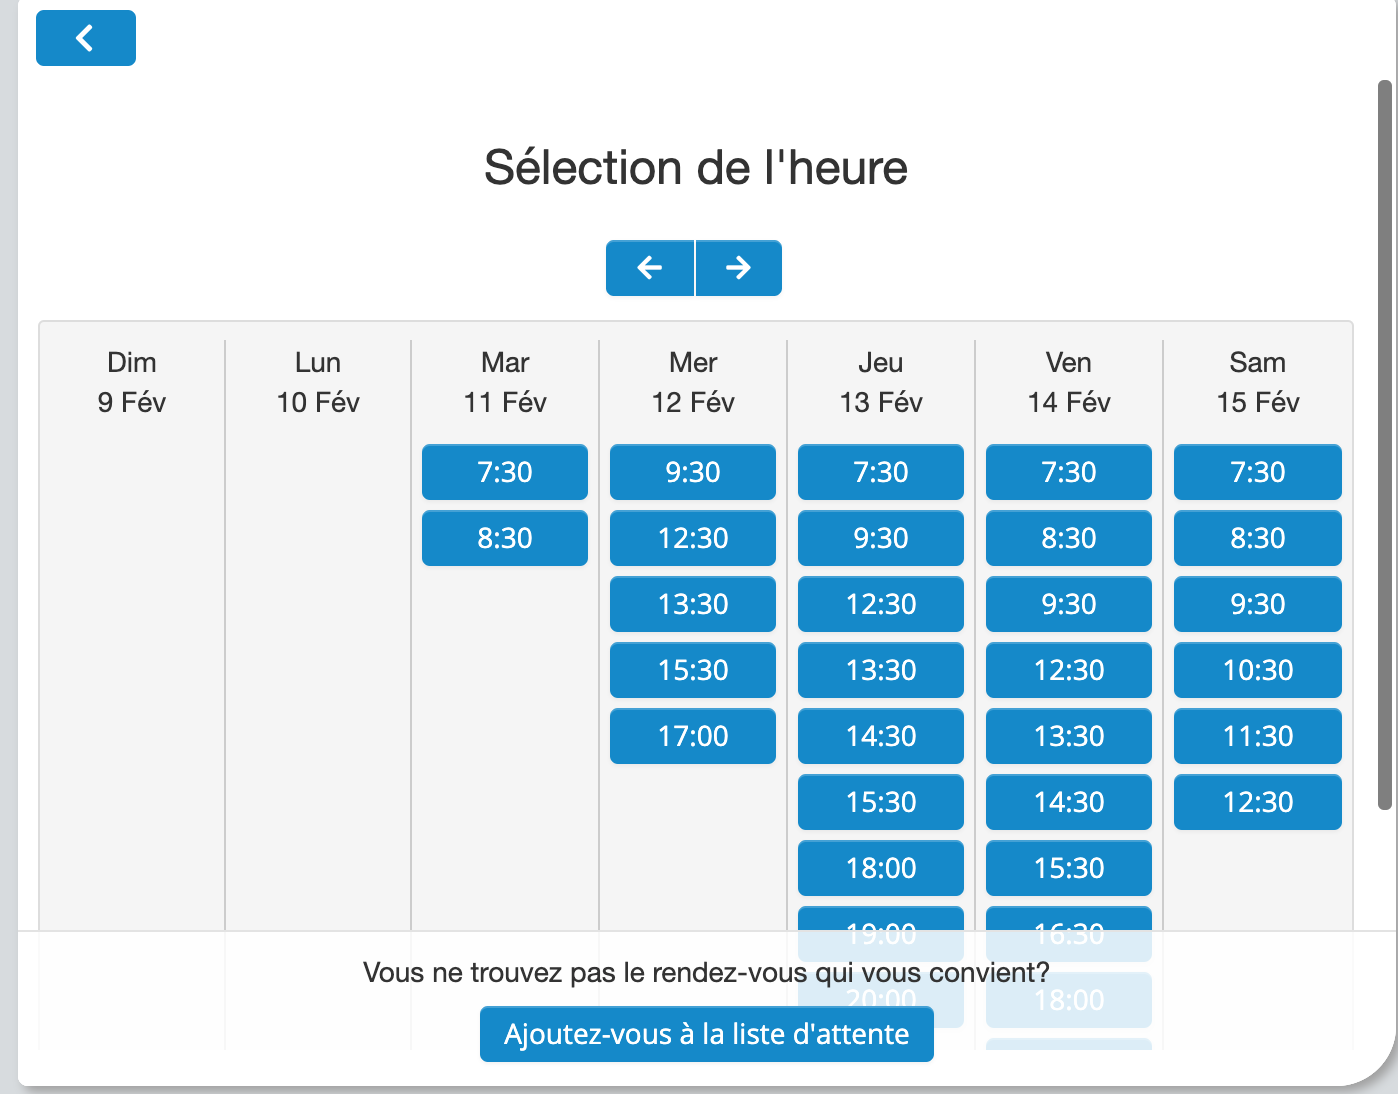 Sélection de l'heure
Dim Lun Mar Mer Jeu Ven Sam
9 Fév 10 Fév 11 Fév 12 Fév 13 Fév 14 Fév 15 Fév
7:30 9:30 7:30 7:30 7:30
8:30 12:30 9:30 8:30 8:30
13:30 12:30 9:30 9:30
15:30 13:30 12:30 10:30
17:00 14:30 13:30 11:30
15:30 14:30 12:30
18:00 15:30
19:00 16:30
Vous ne trouvez pas le rendez-vous qui vous convient?
20:00 18:00
Ajoutez-vous à la liste d'attente